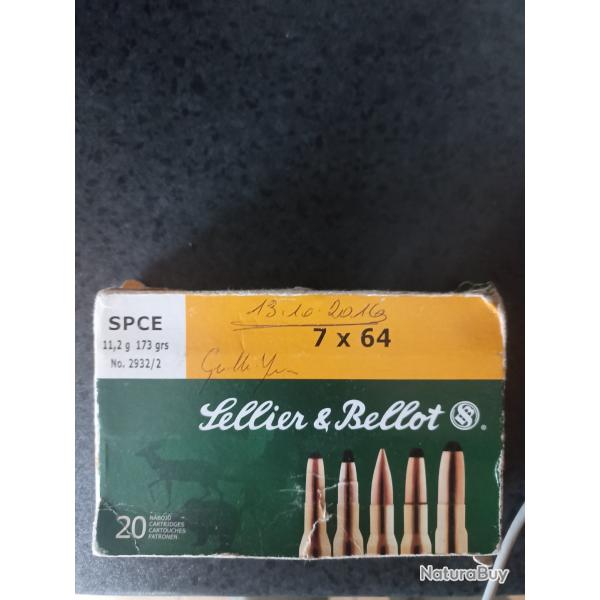 SPCE
11,2 g 173 grs
No. 2932/2
13.10.2016
7 x 64
Sellier & Bellot
20
NÁBOJŮ
CARTRIDGES
CARTOUCHES
PATRONEN
NaturaBuy